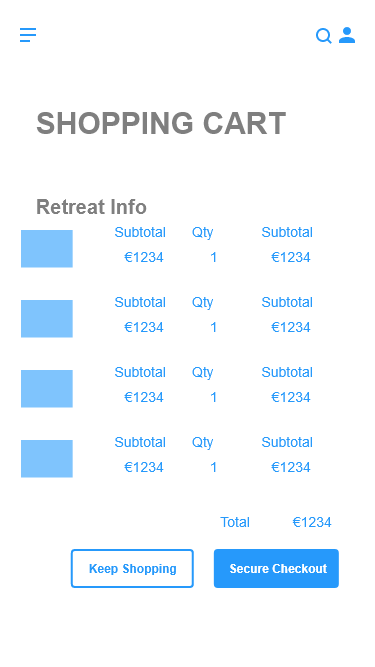 SHOPPING CART
Retreat Info
Subtotal Qty Subtotal
€1234 1 €1234
Subtotal Qty Subtotal
€1234 1 €1234
Subtotal Qty Subtotal
€1234 1 €1234
Subtotal Qty Subtotal
€1234 1 €1234
Total €1234
Keep Shopping Secure Checkout